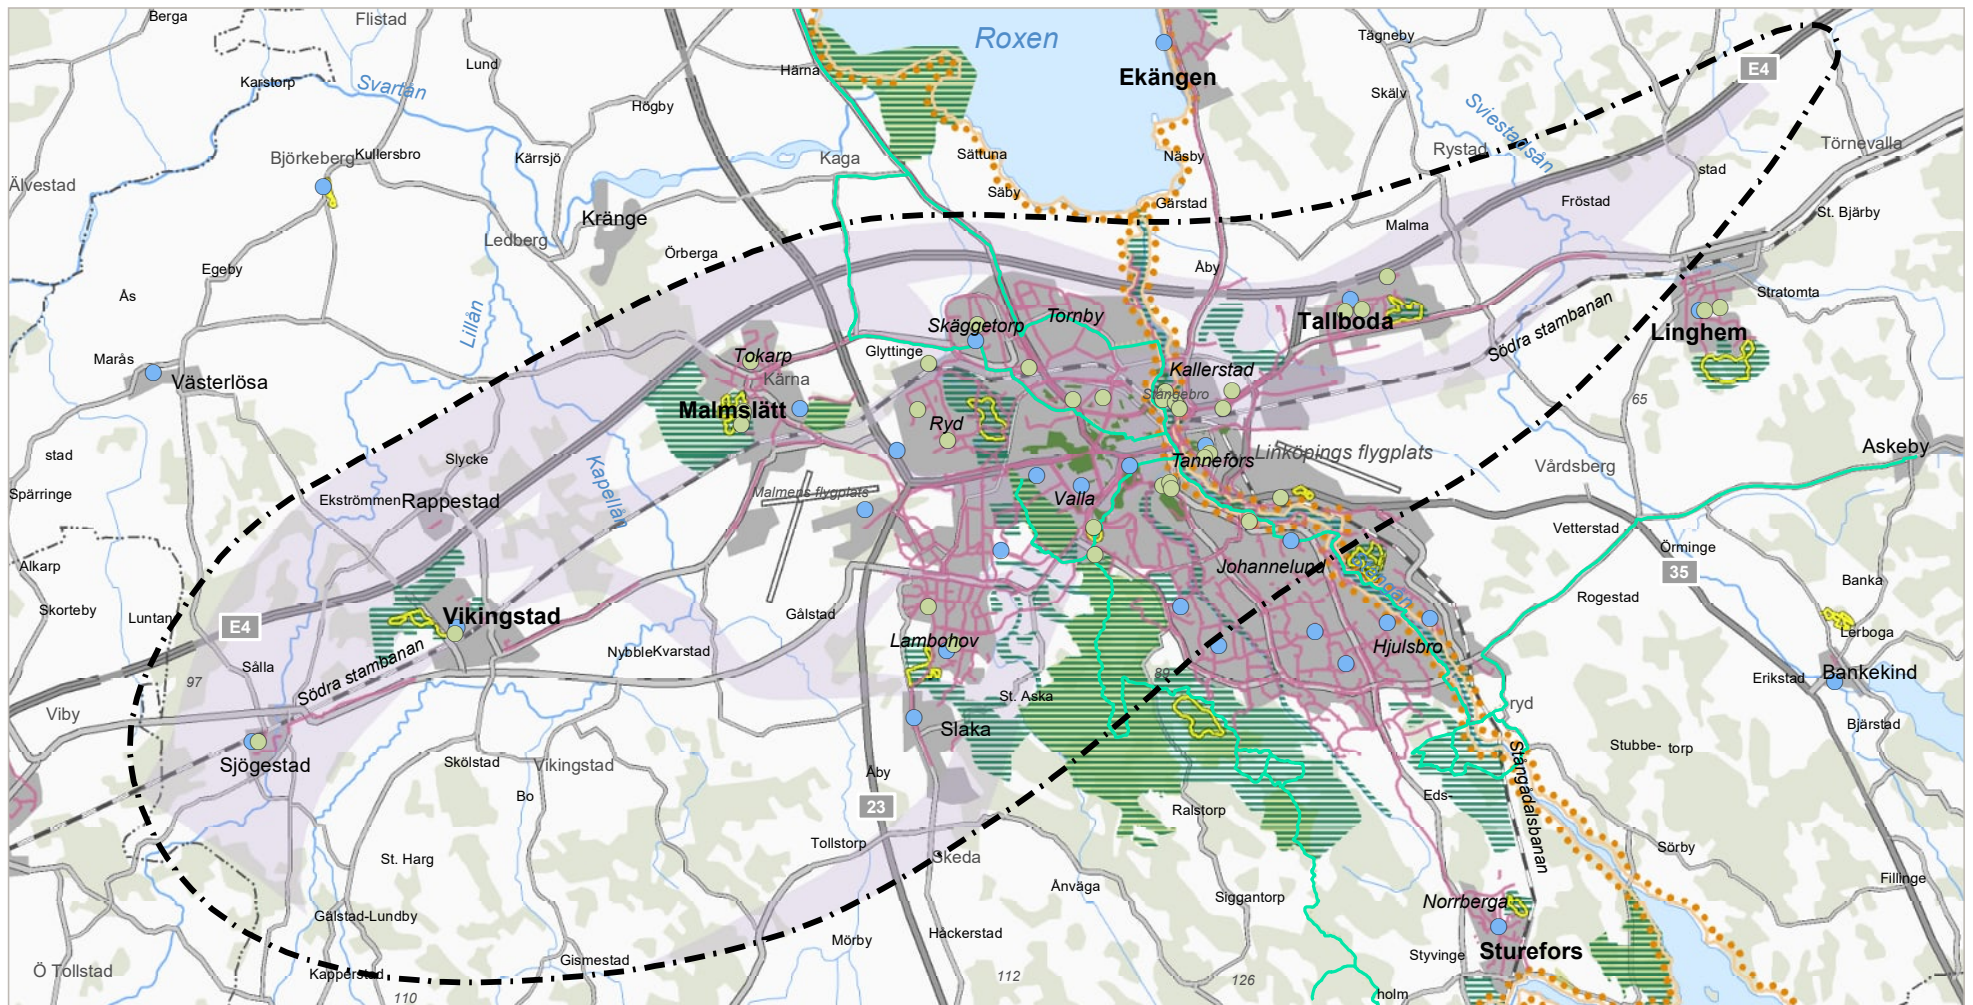 Berga
Flistad
Roxen
Tagneby
Lund
Härna
Ekängen
E4
Karstorp
Svartån
Högby
Skälv
Sviestadsån
Björkeberg
Kullersbro
Kärrsjö
Kaga
Sättuna
Näsby
Rystad
Törnevalla
Älvestad
Säby
Gärstad
stad
Kränge
Fröstad
St. Bjärby
Ledberg
Örberga
Malma
Egeby
Åby
Ås
Lillån
Stratomta
Skäggetorp
Tornby
Tallboda
Södra stambanan
Linghem
Marås
Tokarp
Glyttinge
Västerlösa
Kärna
Kallerstad
Stångebro
65
Malmslätt
Ryd
Askeby
stad
Slycke
Tannefors
Linköpings flygplats
Vårdsberg
Spärringe
Ekströmmen
Rappestad
Kapellån
Malmens flygplats
Valla
Vetterstad
Alkarp
Johannelund
Stångån
Örminge
35
Banka
Skorteby
Luntan
E4
Vikingstad
Gålstad
Rogestad
Lerboga
Lambohov
Hjulsbro
Nybble
Kvarstad
Sålla
Södra stambanan
97
89
Erikstad
Bankekind
St. Aska
ryd
Viby
Slaka
Bjärstad
Stubbe-
torp
Sjögestad
Skölstad
Vikingstad
Åby
Stångådalsbanan
Bo
23
Ralstorp
Eds-
Tollstorp
St. Harg
Skeda
Sörby
Ånväga
Siggantorp
Fillinge
Norrberga
Gälstad-Lundby
Mörby
Hackerstad
Styvinge
Sturefors
Ö Tollstad
Kapperstad
Gismestad
112
126
110
holm